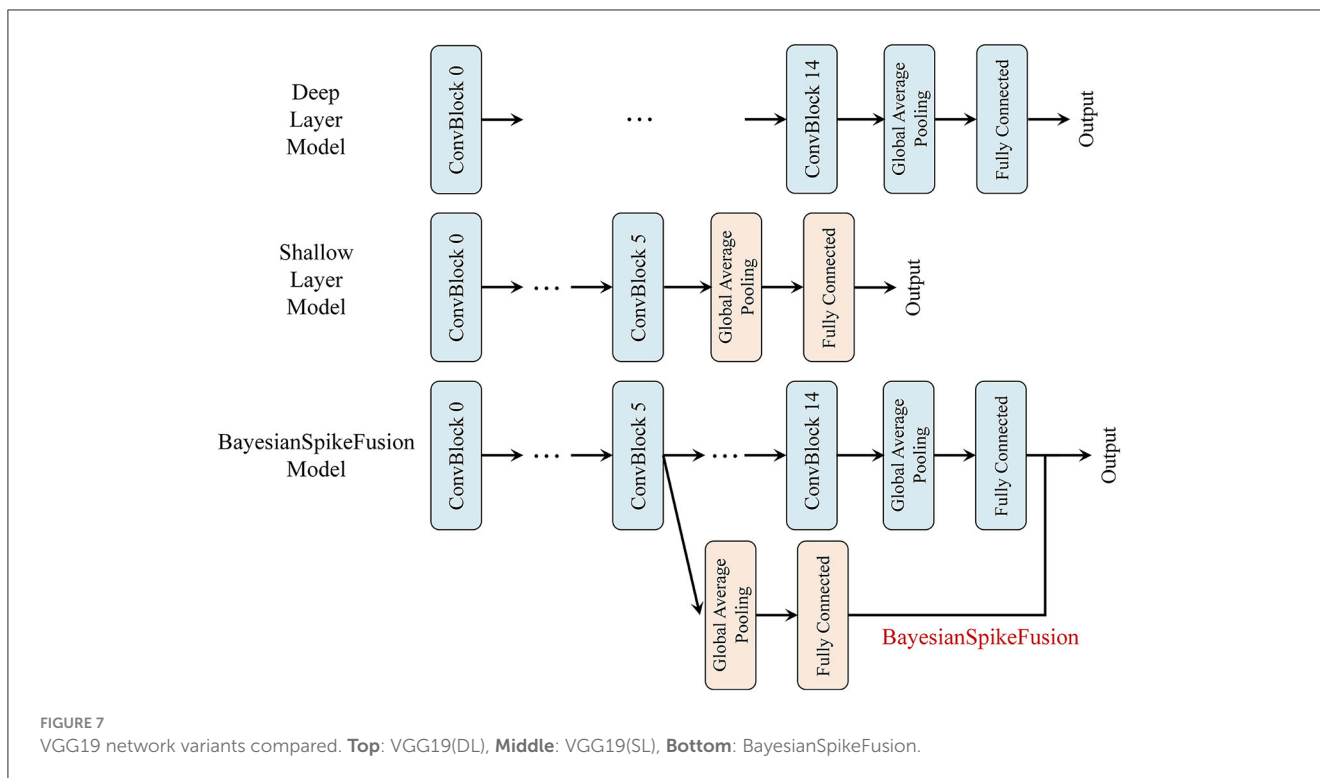 Deep
Layer
Model
ConvBlock 0
...
ConvBlock 14
Global Average
Pooling
Fully Connected
Output
Shallow
Layer
Model
ConvBlock 0
...
ConvBlock 5
Global Average
Pooling
Fully Connected
Output
BayesianSpikeFusion
Model
ConvBlock 0
...
ConvBlock 5
...
ConvBlock 14
Global Average
Pooling
Fully Connected
Output
Global Average
Pooling
Fully Connected
BayesianSpikeFusion
FIGURE 7
VGG19 network variants compared. Top: VGG19(DL), Middle: VGG19(SL), Bottom: BayesianSpikeFusion.